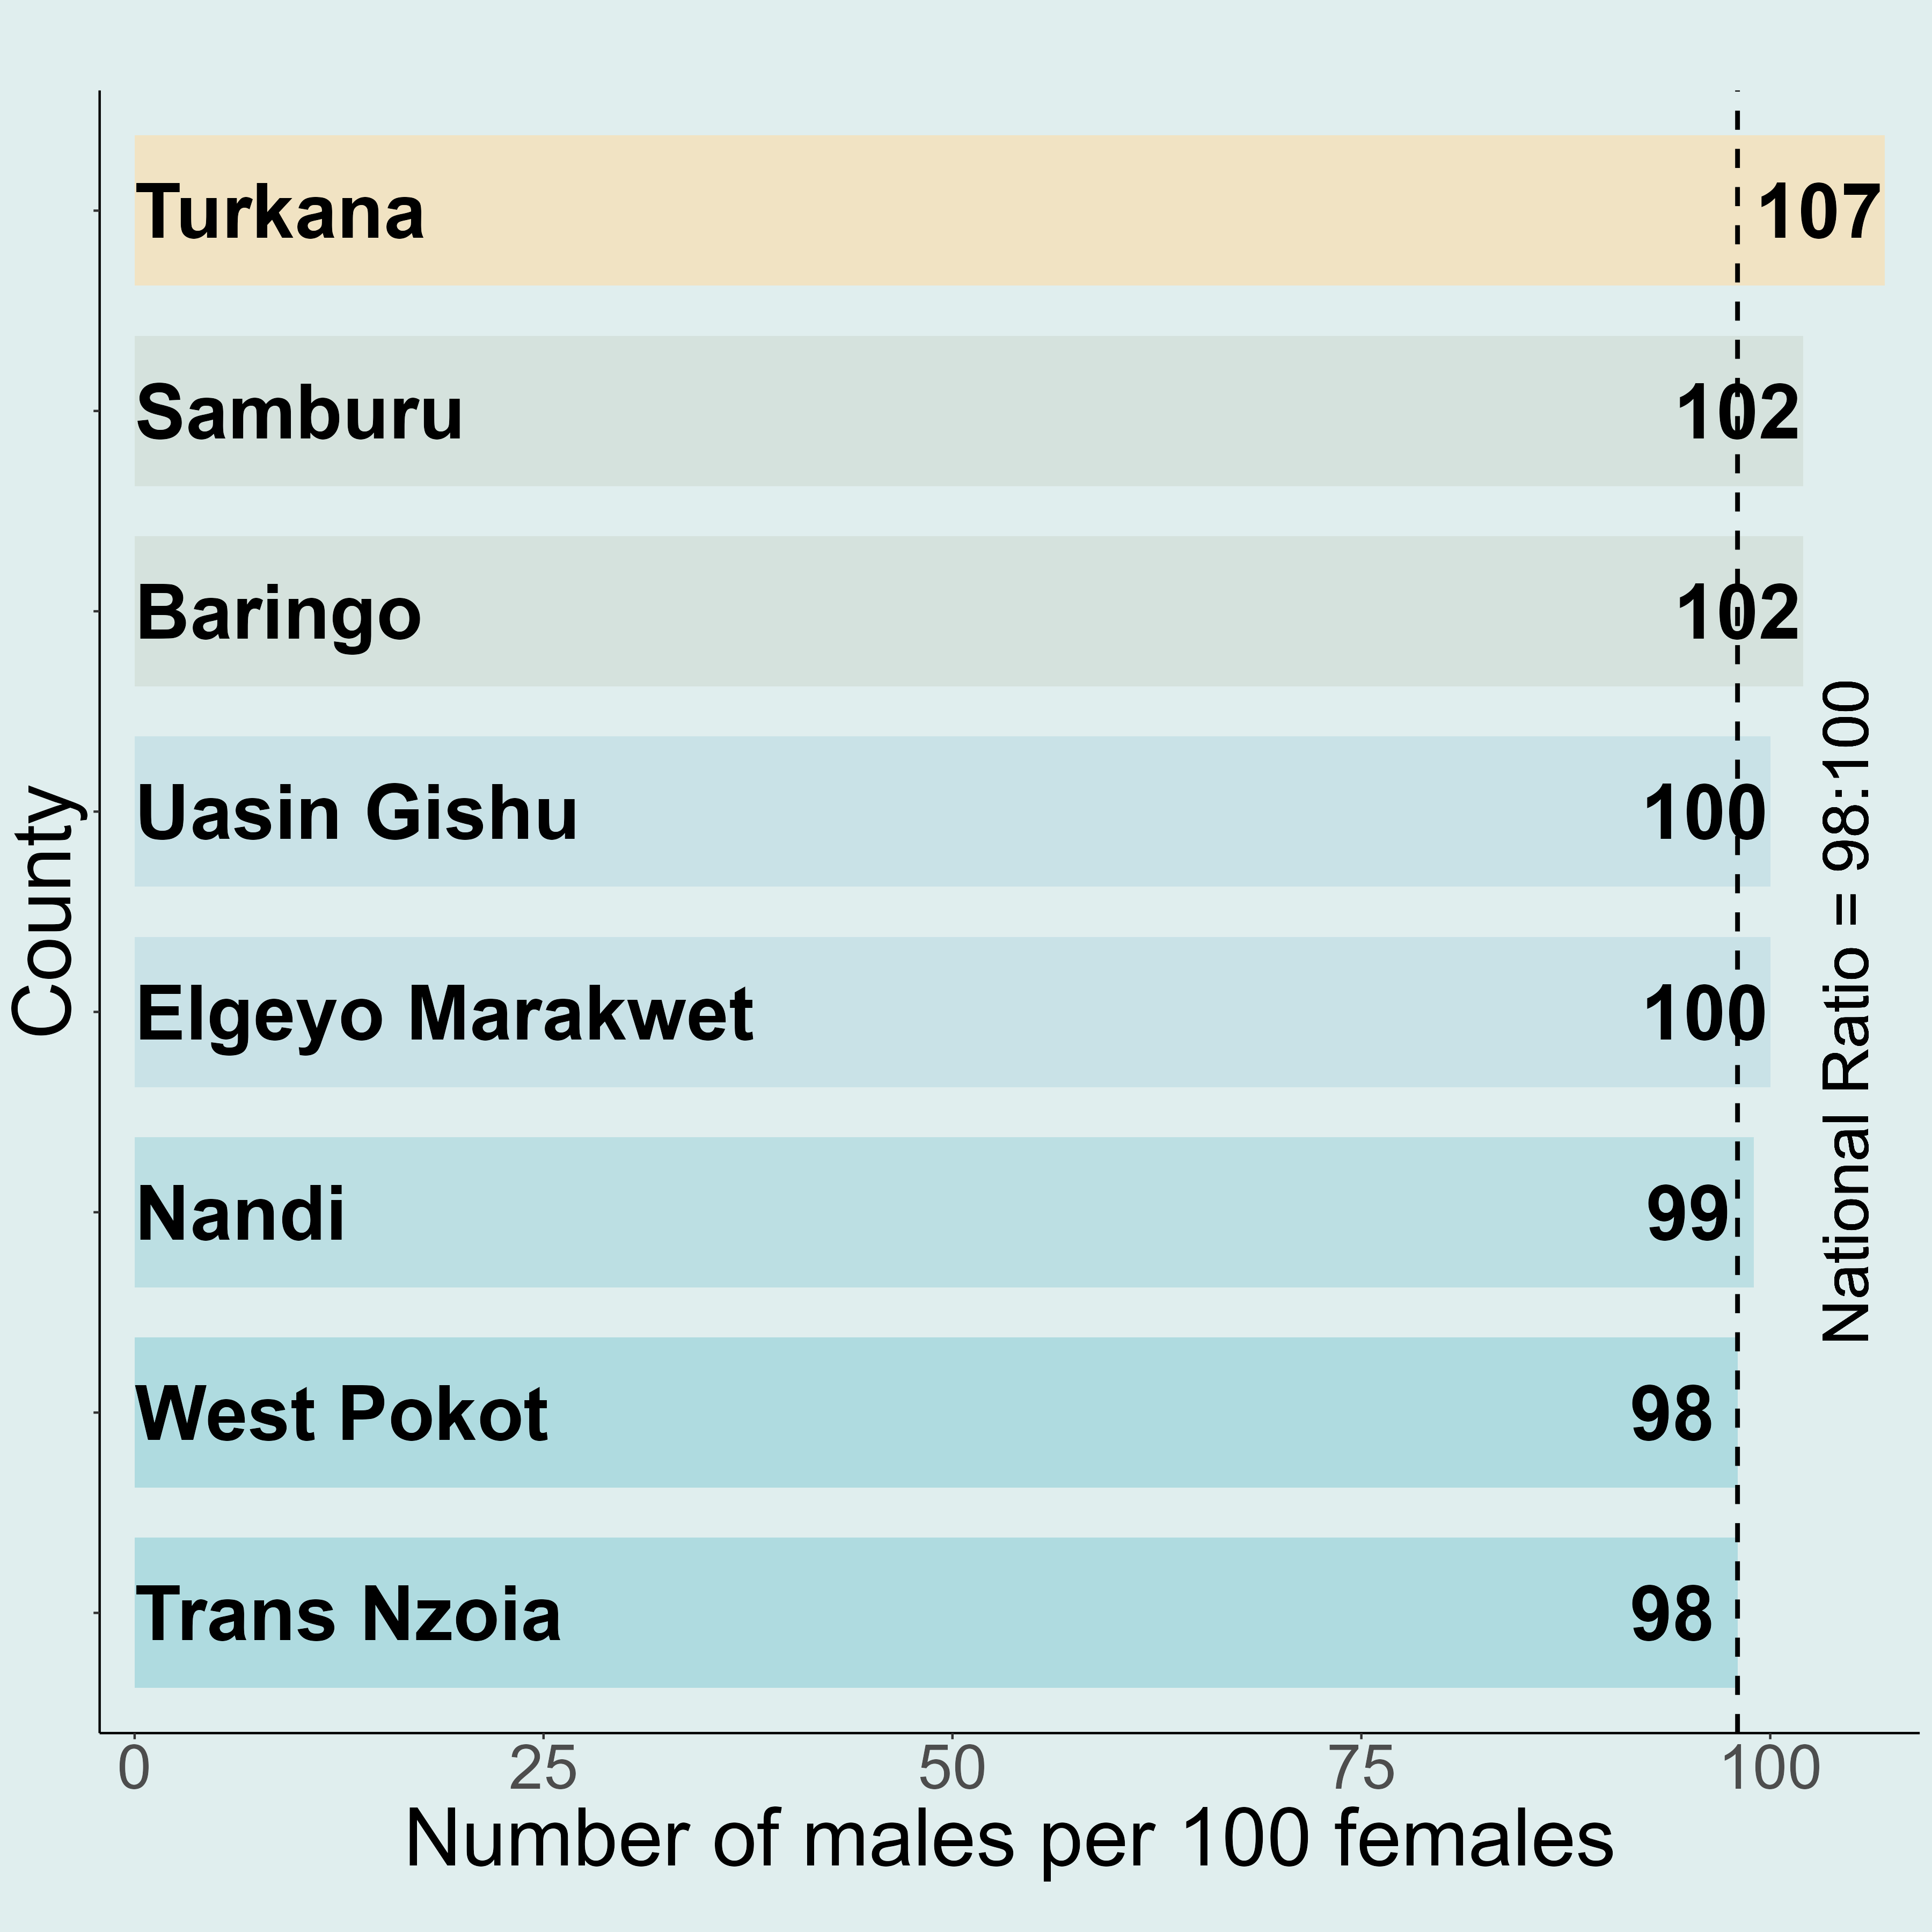 County
Turkana 107
Samburu 102
Baringo 102
Uasin Gishu 100
Elgeyo Marakwet 100
Nandi 99
West Pokot 98
Trans Nzoia 98
National Ratio = 98:100
0 25 50 75 100
Number of males per 100 females